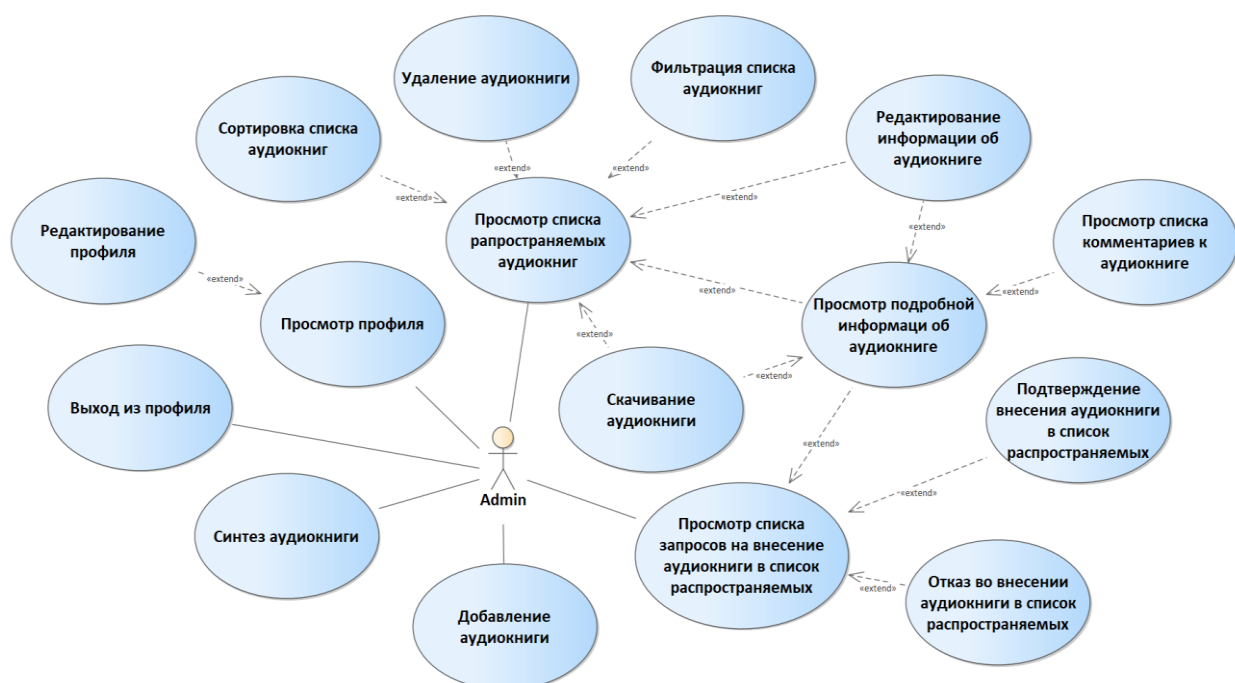 Удаление аудиокниги
Фильтрация списка
аудиокниг
Сортировка списка
аудиокниг
Редактирование
информации об
аудиокниге
«extend»
«extend»
«extend»
«extend»
Просмотр списка
рапространяемых
аудиокниг
Редактирование
профиля
«extend»
Просмотр списка
комментариев к
аудиокниге
«extend»
«extend»
«extend»
Просмотр профиля
Просмотр подробной
информаци об
аудиокниге
«extend»
«extend»
«extend»
Выход из профиля
Скачивание
аудиокниги
Подтверждение
внесения аудиокниги
в список
распространяемых
«extend»
«extend»
Admin
Синтез аудиокниги
Просмотр списка
запросов на внесение
аудиокниги в список
распространяемых
Отказ во внесении
аудиокниги в список
распространяемых
«extend»
Добавление
аудиокниги